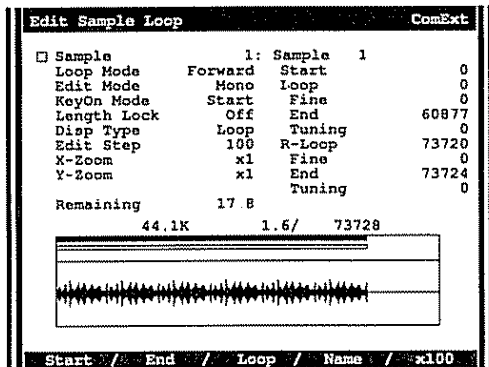 Edit Sample Loop ComExt
Sample 1: Sample 1
Loop Mode Forward Start 0
Edit Mode Mono Loop 0
KeyOn Mode Start Fine 0
Length Lock Off End 60877
Disp Type Loop Tuning 0
Edit Step 100 R-Loop 73720
X-Zoom x1 Fine 0
Y-Zoom x1 End 73724
Tuning 0
Remaining 17.8
44.1K 1.6/ 73728
Start / End / Loop / Name / x100